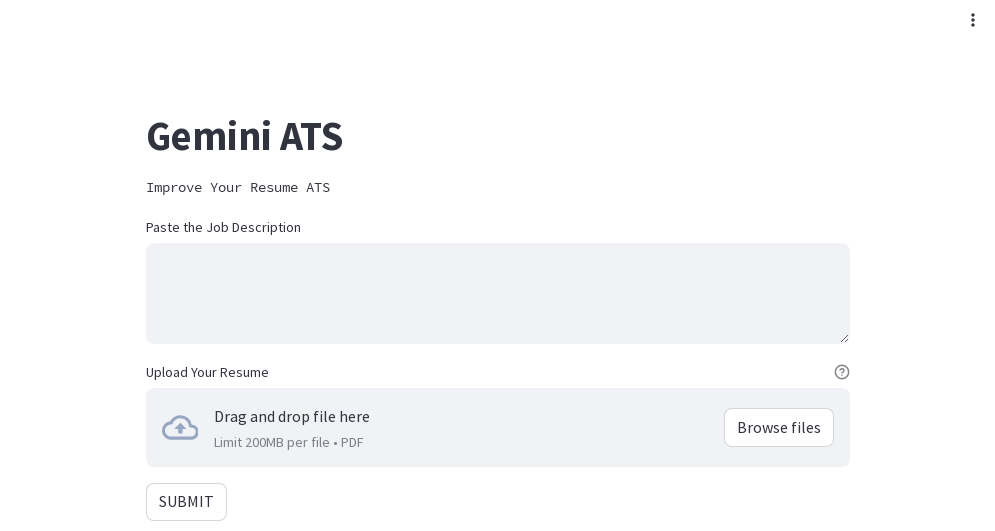 Gemini ATS
Improve Your Resume ATS
Paste the Job Description
Upload Your Resume
Drag and drop file here
Limit 200MB per file • PDF
Browse files
SUBMIT